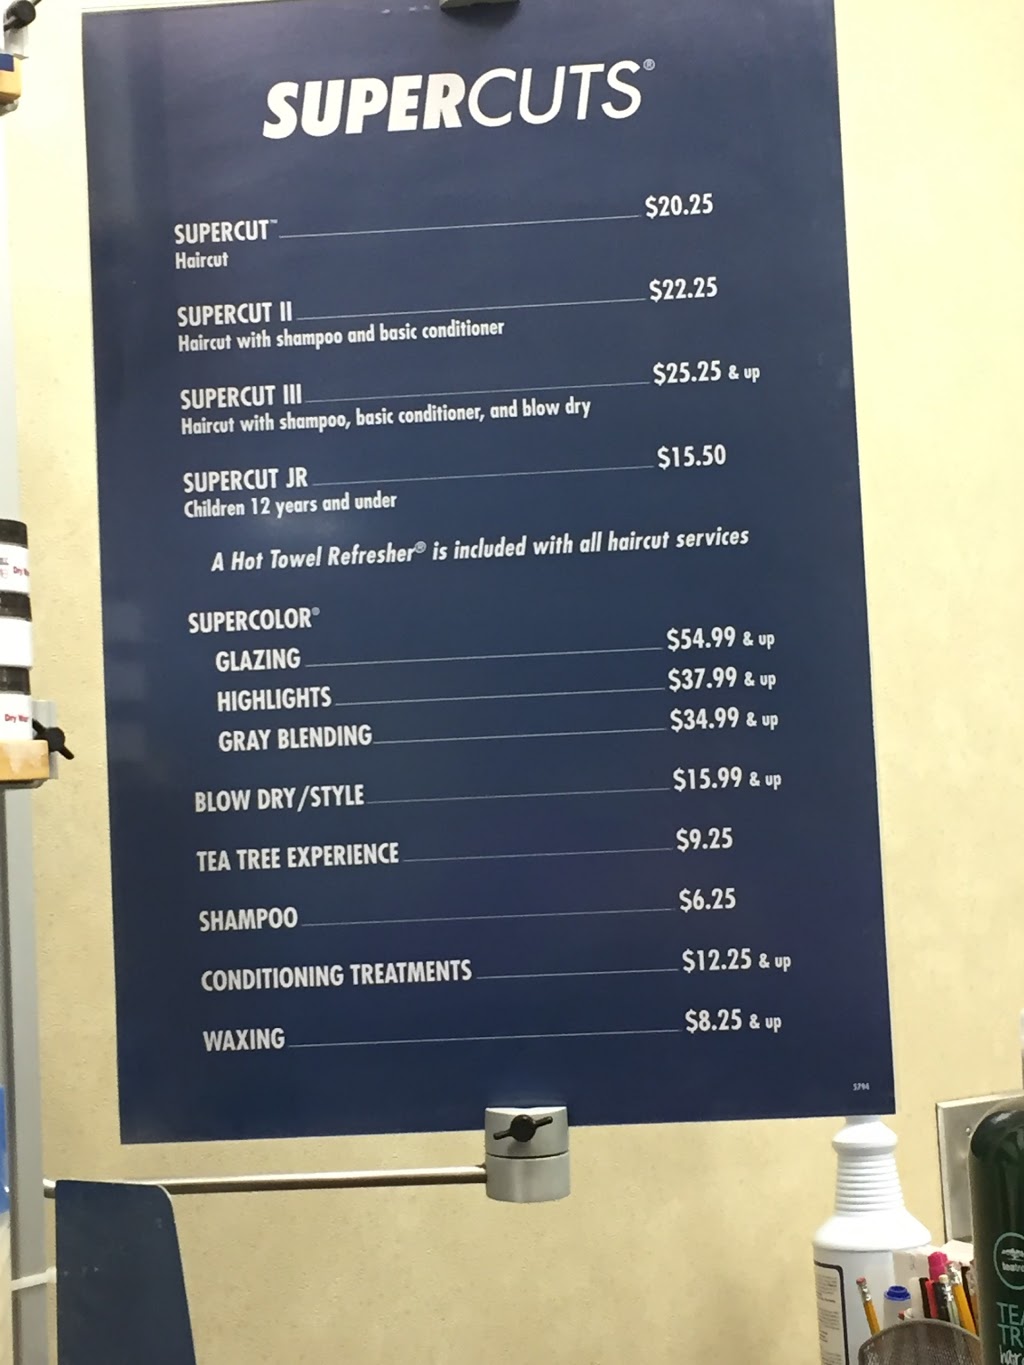 SUPERCUTS®
SUPERCUT™ $20.25
Haircut
SUPERCUT II $22.25
Haircut with shampoo and basic conditioner
SUPERCUT III $25.25 & up
Haircut with shampoo, basic conditioner, and blow dry
SUPERCUT JR $15.50
Children 12 years and under
A Hot Towel Refresher® is included with all haircut services
SUPERCOLOR®
GLAZING $54.99 & up
HIGHLIGHTS $37.99 & up
GRAY BLENDING $34.99 & up
BLOW DRY/STYLE $15.99 & up
TEA TREE EXPERIENCE $9.25
SHAMPOO $6.25
CONDITIONING TREATMENTS $12.25 & up
WAXING $8.25 & up
Dry
Dry